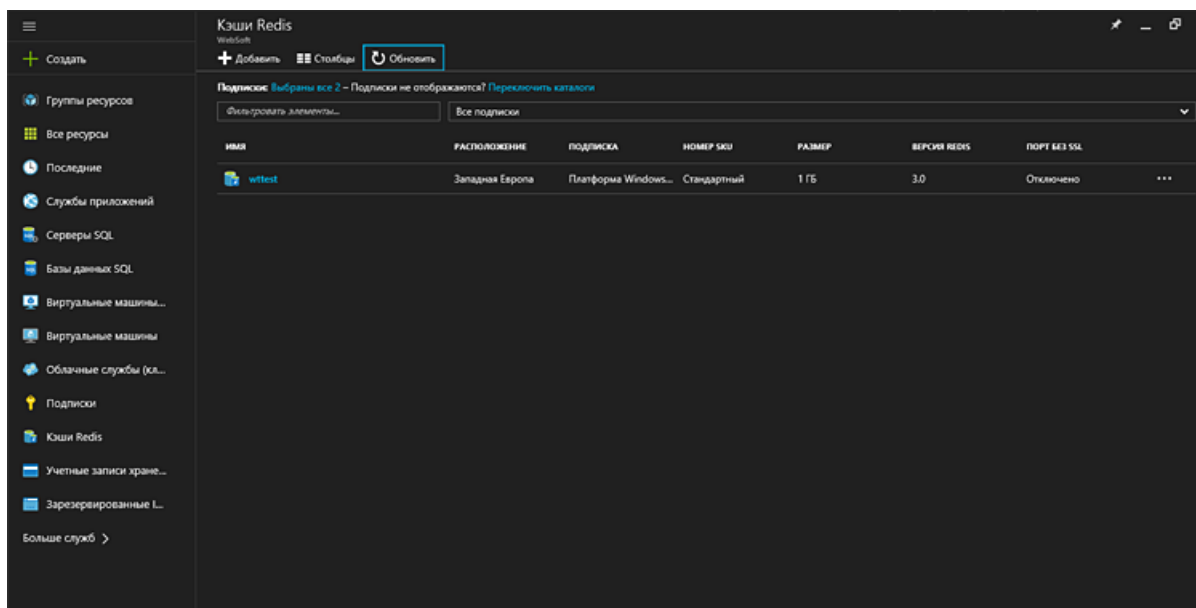 Кэши Redis
WebSoft
Создать
Добавить Столбцы Обновить
Подписки: Выбраны все 2 – Подписки не отображаются? Переключить каталоги
Фильтровать элементы... Все подписки
ИМЯ РАСПОЛОЖЕНИЕ ПОДПИСКА НОМЕР SKU РАЗМЕР ВЕРСИЯ REDIS ПОРТ БЕЗ SSL
wttest Западная Европа Платформа Windows... Стандартный 1 ГБ 3.0 Отключено ...
Группы ресурсов
Все ресурсы
Последние
Службы приложений
Серверы SQL
Базы данных SQL
Виртуальные машины...
Виртуальные машины
Облачные службы (кл...
Подписки
Кэши Redis
Учетные записи хране...
Зарезервированные I...
Больше служб